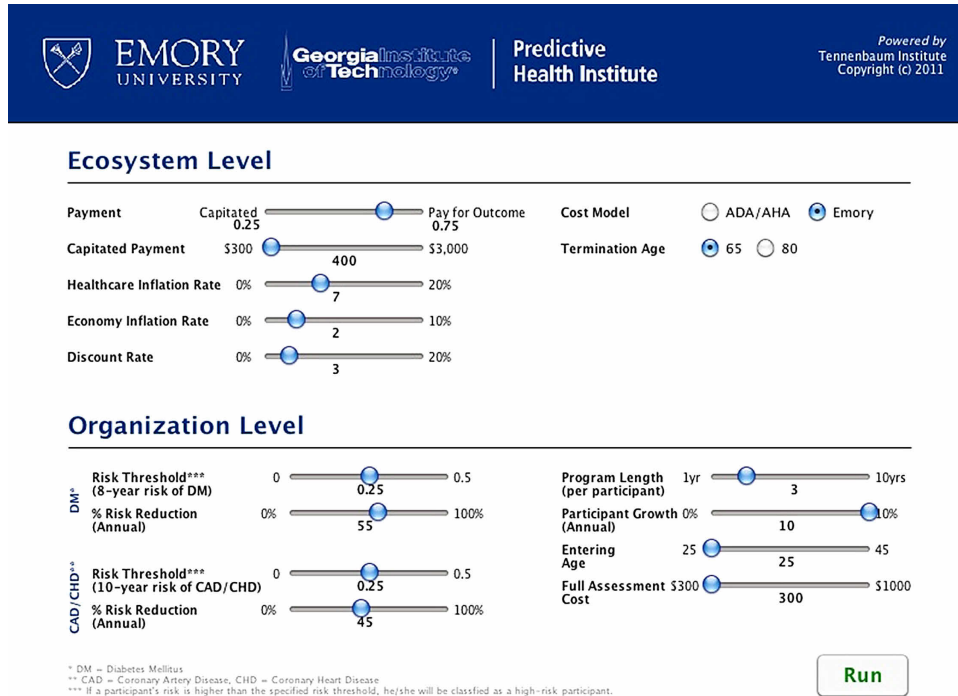 EMORY
UNIVERSITY
Georgia Institute
of Technology®
Predictive
Health Institute
Powered by
Tennenbaum Institute
Copyright (c) 2011
Ecosystem Level
Payment Capitated Pay for Outcome
0.25 0.75
Capitated Payment $300 $3,000
400
Healthcare Inflation Rate 0% 20%
7
Economy Inflation Rate 0% 10%
2
Discount Rate 0% 20%
3
Cost Model ADA/AHA Emory
Termination Age 65 80
Organization Level
DM*
Risk Threshold*** 0 0.5
(8-year risk of DM) 0.25
% Risk Reduction 0% 100%
(Annual) 55
CAD/CHD**
Risk Threshold*** 0 0.5
(10-year risk of CAD/CHD) 0.25
% Risk Reduction 0% 100%
(Annual) 45
Program Length 1yr 10yrs
(per participant) 3
Participant Growth 0% 10%
(Annual) 10
Entering 25 45
Age 25
Full Assessment $300 $1000
Cost 300
* DM = Diabetes Mellitus
** CAD = Coronary Artery Disease, CHD = Coronary Heart Disease
*** If a participant's risk is higher than the specified risk threshold, he/she will be classfied as a high-risk participant.
Run